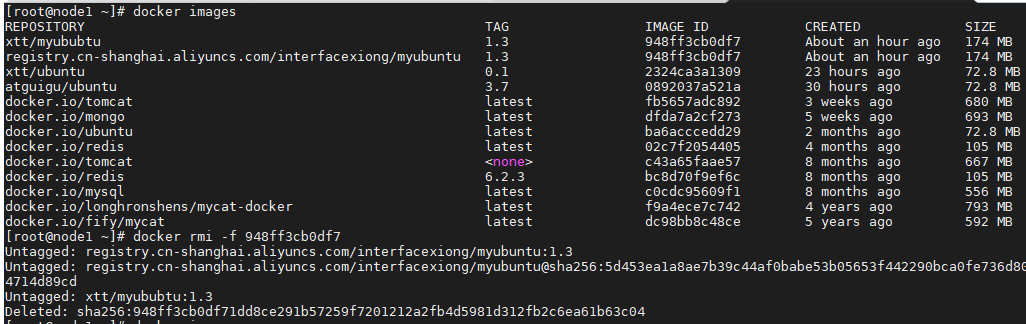 [root@node1 ~]# docker images
REPOSITORY TAG IMAGE ID CREATED SIZE
xtt/myububtu 1.3 948ff3cb0df7 About an hour ago 174 MB
registry.cn-shanghai.aliyuncs.com/interfacexiong/myubuntu 1.3 948ff3cb0df7 About an hour ago 174 MB
xtt/ubuntu 0.1 2324ca3a1309 23 hours ago 72.8 MB
atguigu/ubuntu 3.7 0892037a521a 30 hours ago 72.8 MB
docker.io/tomcat latest fb5657adc892 3 weeks ago 680 MB
docker.io/mongo latest dfda7a2cf273 5 weeks ago 693 MB
docker.io/ubuntu latest ba6acccedd29 2 months ago 72.8 MB
docker.io/redis latest 02c7f2054405 4 months ago 105 MB
docker.io/tomcat <none> c43a65faae57 8 months ago 667 MB
docker.io/redis 6.2.3 bc8d70f9ef6c 8 months ago 105 MB
docker.io/mysql latest c0cdc95609f1 8 months ago 556 MB
docker.io/longhronshens/mycat-docker latest f9a4ece7c742 4 years ago 793 MB
docker.io/fify/mycat latest dc98bb8c48ce 5 years ago 592 MB
[root@node1 ~]# docker rmi -f 948ff3cb0df7
Untagged: registry.cn-shanghai.aliyuncs.com/interfacexiong/myubuntu:1.3
Untagged: registry.cn-shanghai.aliyuncs.com/interfacexiong/myubuntu@sha256:5d453ea1a8ae7b39c44af0babe53b05653f442290bca0fe736d80
4714d89cd
Untagged: xtt/myububtu:1.3
Deleted: sha256:948ff3cb0df71dd8ce291b57259f7201212a2fb4d5981d312fb2c6ea61b63c04